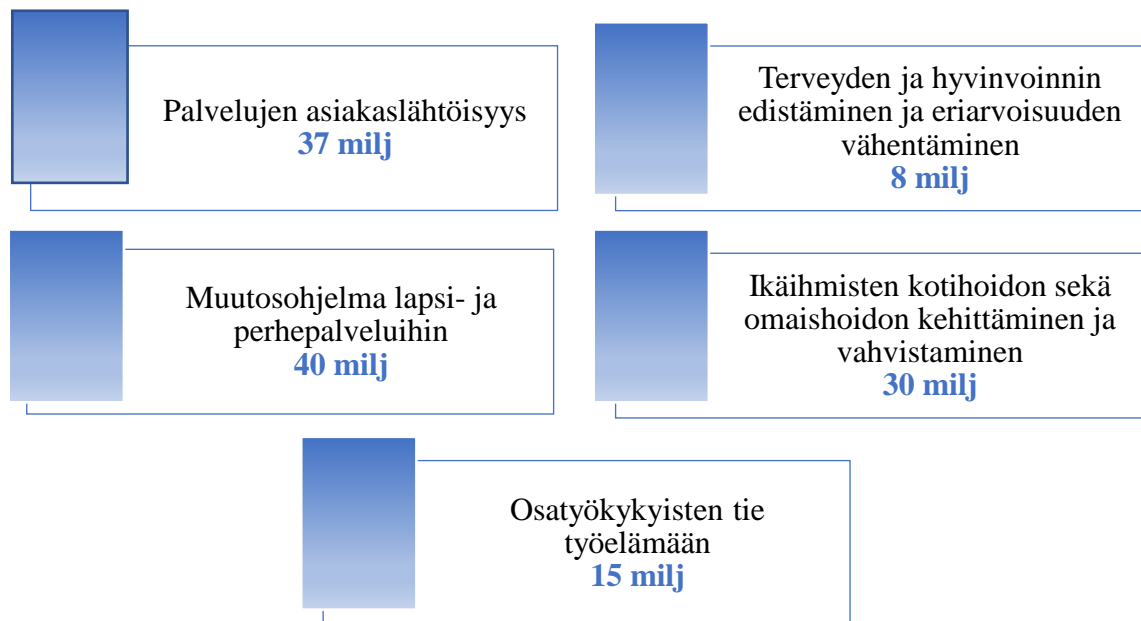 Palvelujen asiakaslähtöisyys
37 milj
Terveyden ja hyvinvoinnin
edistäminen ja eriarvoisuuden
vähentäminen
8 milj
Muutosohjelma lapsi- ja
perhepalveluihin
40 milj
Ikäihmisten kotihoidon sekä
omaishoidon kehittäminen ja
vahvistaminen
30 milj
Osatyökykyisten tie
työelämään
15 milj